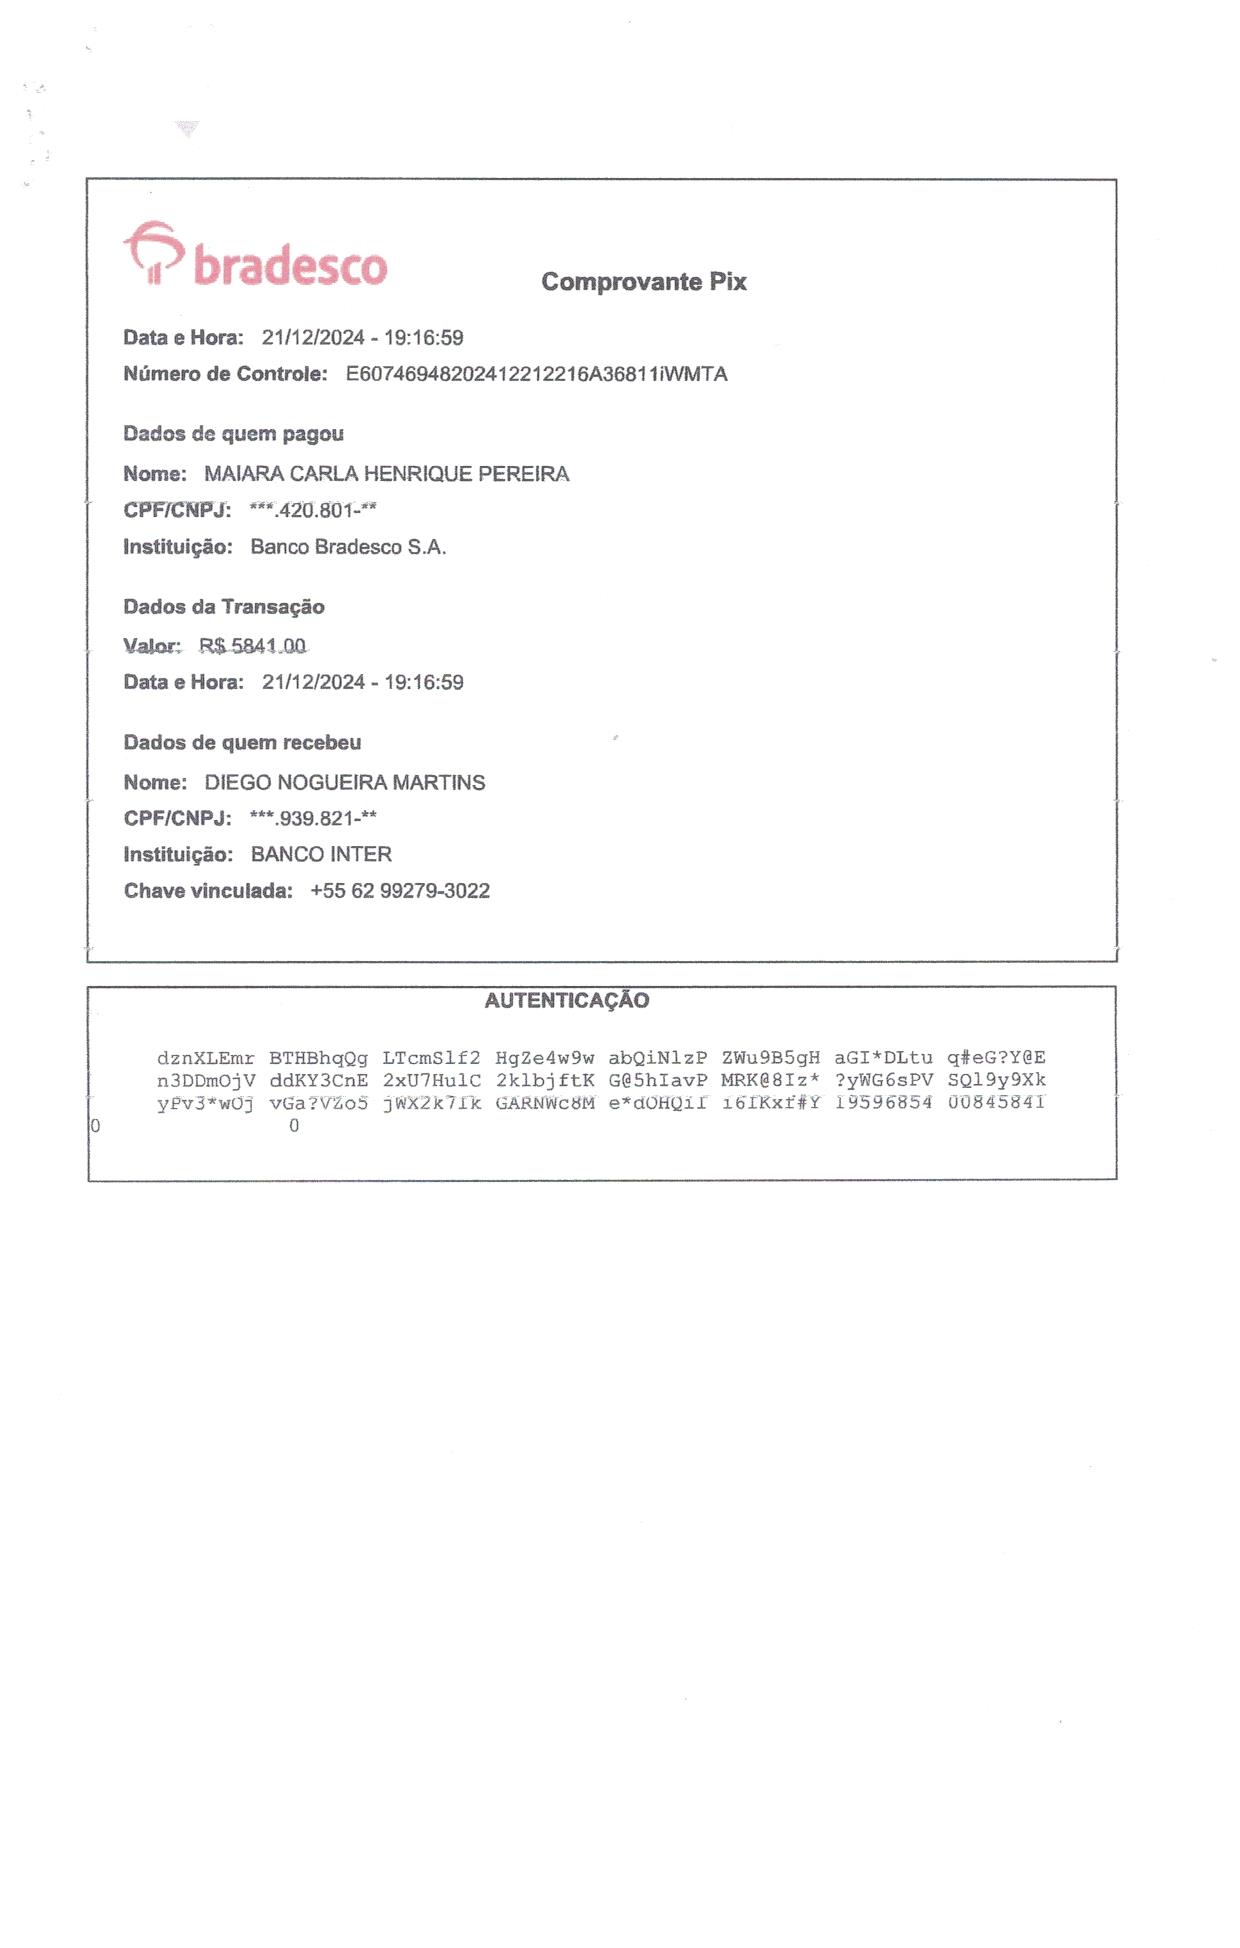 bradesco
Comprovante Pix
Data e Hora: 21/12/2024 - 19:16:59
Número de Controle: E60746948202412212216A36811iWMTA
Dados de quem pagou
Nome: MAIARA CARLA HENRIQUE PEREIRA
CPF/CNPJ: ***.420.801-**
Instituição: Banco Bradesco S.A.
Dados da Transação
Valor: R$ 5841.00
Data e Hora: 21/12/2024 - 19:16:59
Dados de quem recebeu
Nome: DIEGO NOGUEIRA MARTINS
CPF/CNPJ: ***.939.821-**
Instituição: BANCO INTER
Chave vinculada: +55 62 99279-3022
AUTENTICAÇÃO
dznXLEmr BTHBhqQg LTcmSlf2 HgZe4w9w abQiNlzP ZWu9B5gH aGI*DLtu q#eG?Y@E
n3DDmOjV ddKY3CnE 2xU7HulC 2klbjftK G@5hIavP MRK@8Iz* ?yWG6sPV SQl9y9Xk
yPv3*wOj vGa?VZo5 jWX2k7Ik GARNWc8M e*dOHQiI i6IKxf#Y 19596854 00845841
0 0